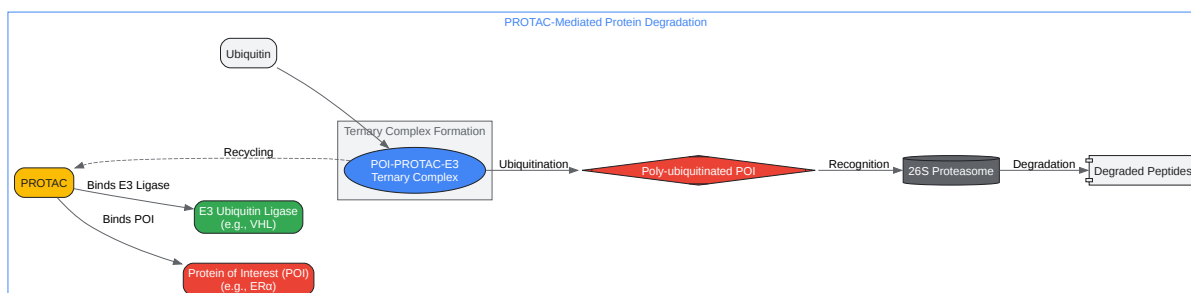 PROTAC-Mediated Protein Degradation
Ubiquitin
Ternary Complex Formation
Recycling
POI-PROTAC-E3
Ternary Complex
Ubiquitination
Poly-ubiquitinated POI
Recognition
26S Proteasome
Degradation
Degraded Peptides
PROTAC
Binds E3 Ligase
E3 Ubiquitin Ligase
(e.g., VHL)
Binds POI
Protein of Interest (POI)
(e.g., ERα)